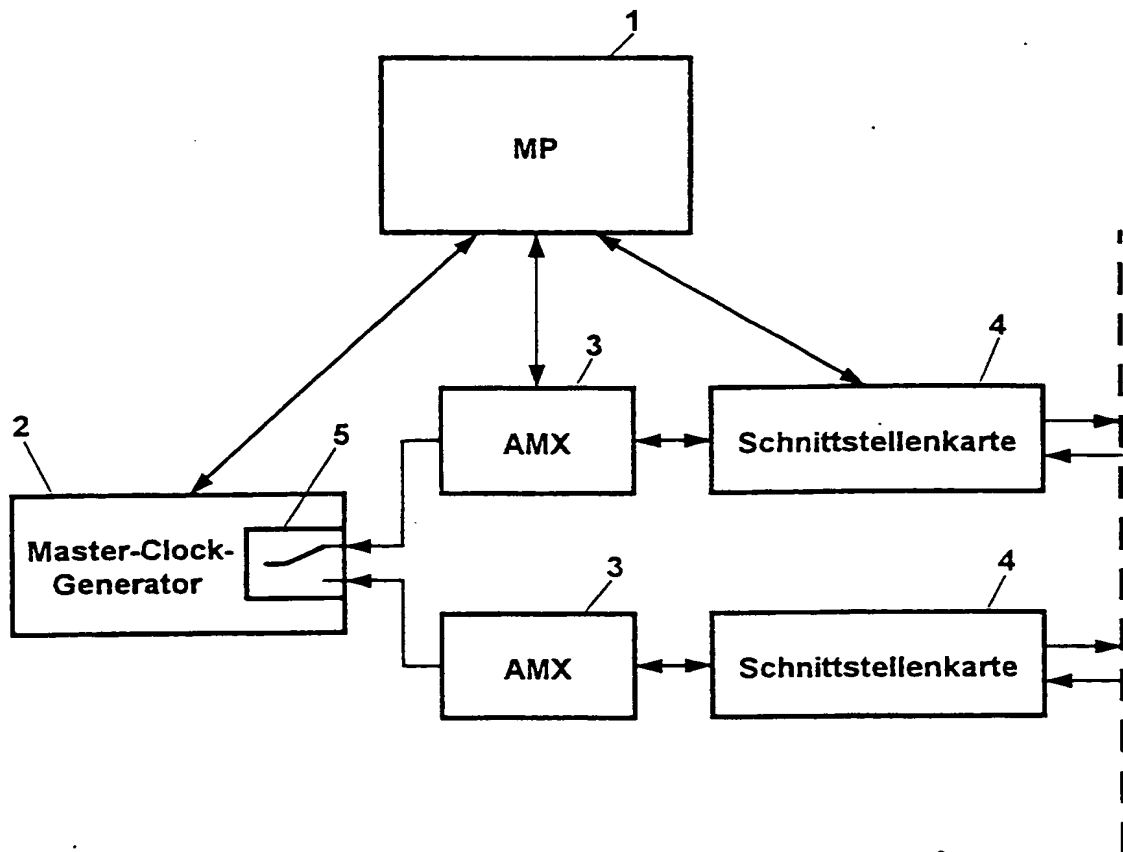 1
MP
3
4
2
5
AMX
Schnittstellenkarte
Master-Clock-
Generator
3
4
AMX
Schnittstellenkarte